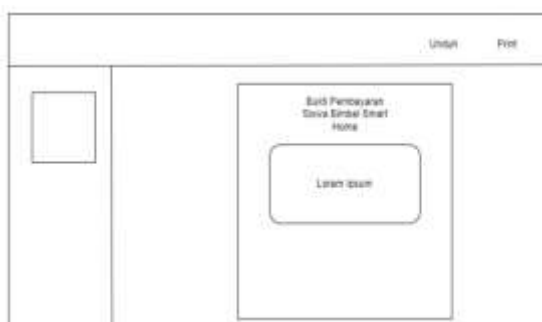 Unduh Print
Bukti Pembayaran
Siswa Bimbel Smart
Home
Lorem Ipsum